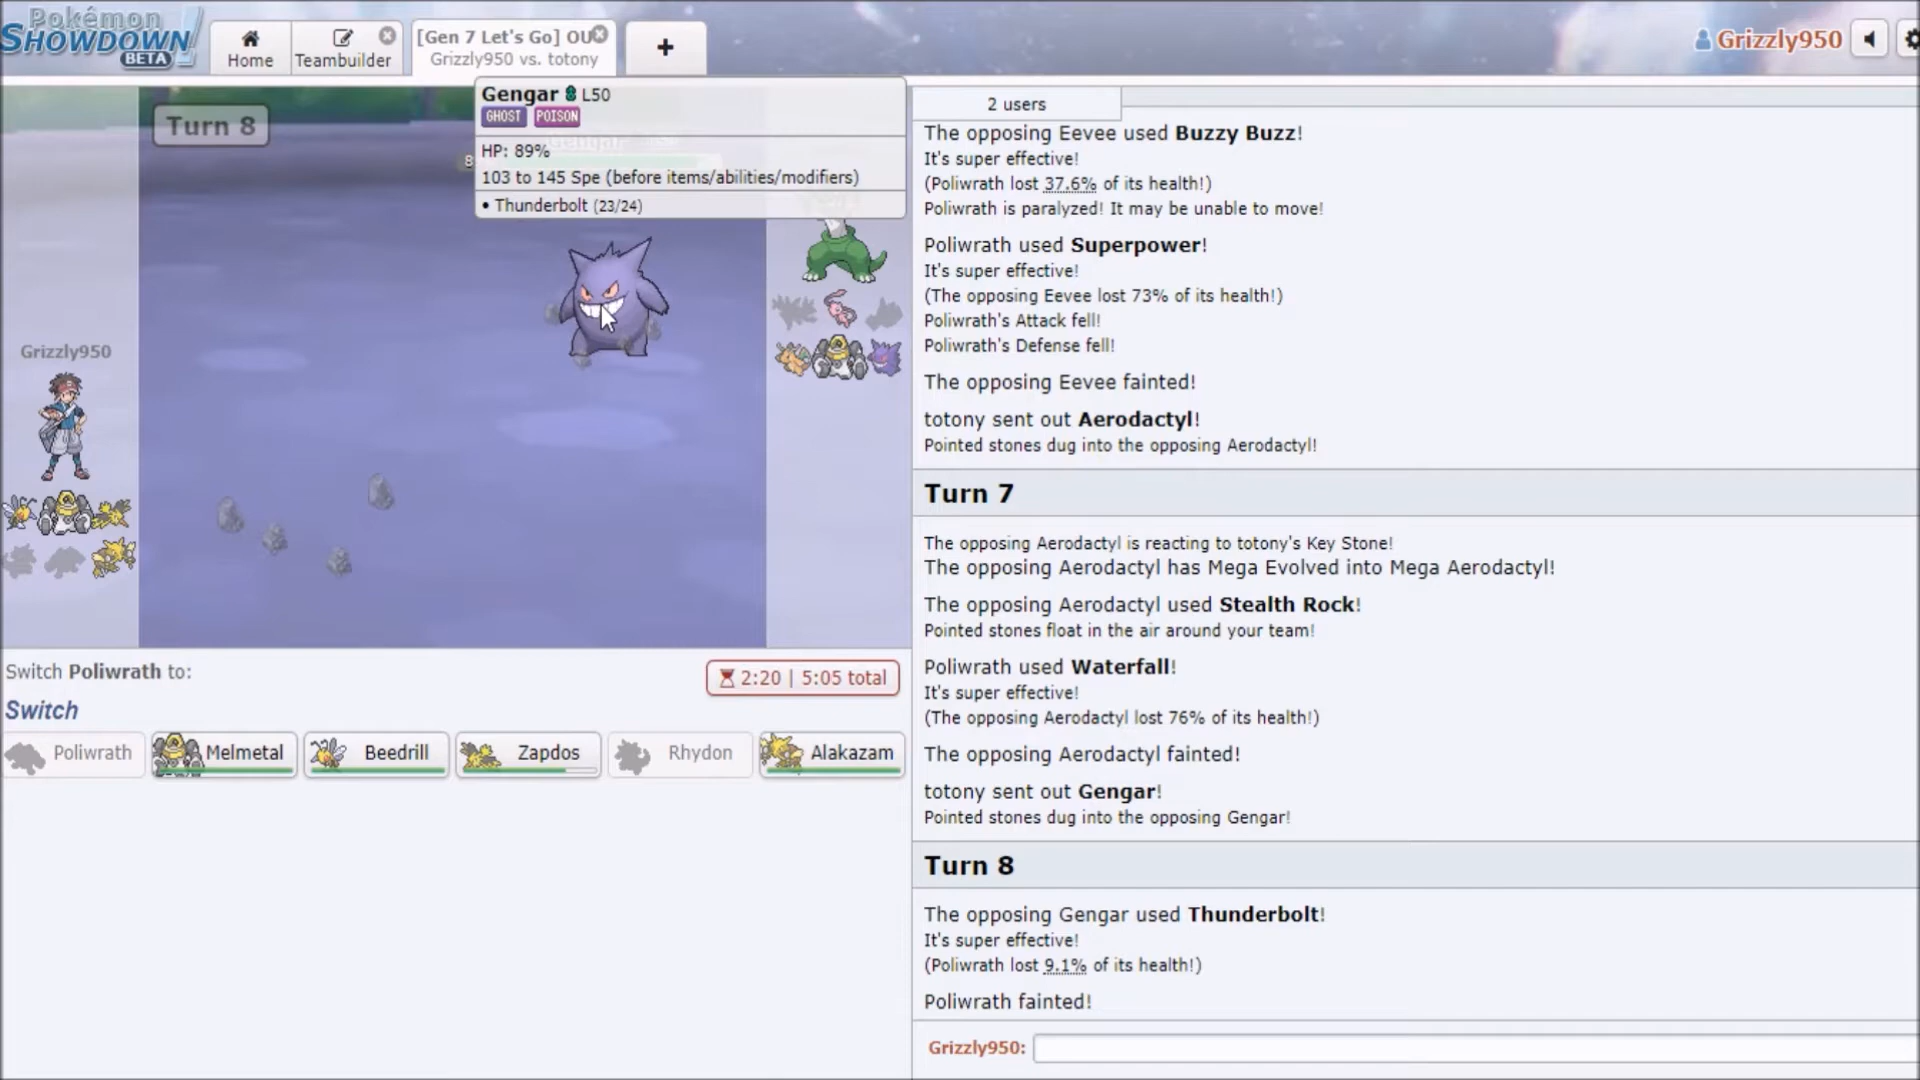 Pokémon
SHOWDOWN
BETA
Home
Teambuilder
[Gen 7 Let's Go] OU
Grizzly950 vs. totony
+
Grizzly950
Turn 8
Gengar L50
GHOST POISON
HP: 89%
103 to 145 Spe (before items/abilities/modifiers)
• Thunderbolt (23/24)
Grizzly950
Switch Poliwrath to:
2:20 | 5:05 total
Switch
Poliwrath
Melmetal
Beedrill
Zapdos
Rhydon
Alakazam
2 users
The opposing Eevee used Buzzy Buzz!
It's super effective!
(Poliwrath lost 37.6% of its health!)
Poliwrath is paralyzed! It may be unable to move!
Poliwrath used Superpower!
It's super effective!
(The opposing Eevee lost 73% of its health!)
Poliwrath's Attack fell!
Poliwrath's Defense fell!
The opposing Eevee fainted!
totony sent out Aerodactyl!
Pointed stones dug into the opposing Aerodactyl!
Turn 7
The opposing Aerodactyl is reacting to totony's Key Stone!
The opposing Aerodactyl has Mega Evolved into Mega Aerodactyl!
The opposing Aerodactyl used Stealth Rock!
Pointed stones float in the air around your team!
Poliwrath used Waterfall!
It's super effective!
(The opposing Aerodactyl lost 76% of its health!)
The opposing Aerodactyl fainted!
totony sent out Gengar!
Pointed stones dug into the opposing Gengar!
Turn 8
The opposing Gengar used Thunderbolt!
It's super effective!
(Poliwrath lost 9.1% of its health!)
Poliwrath fainted!
Grizzly950: